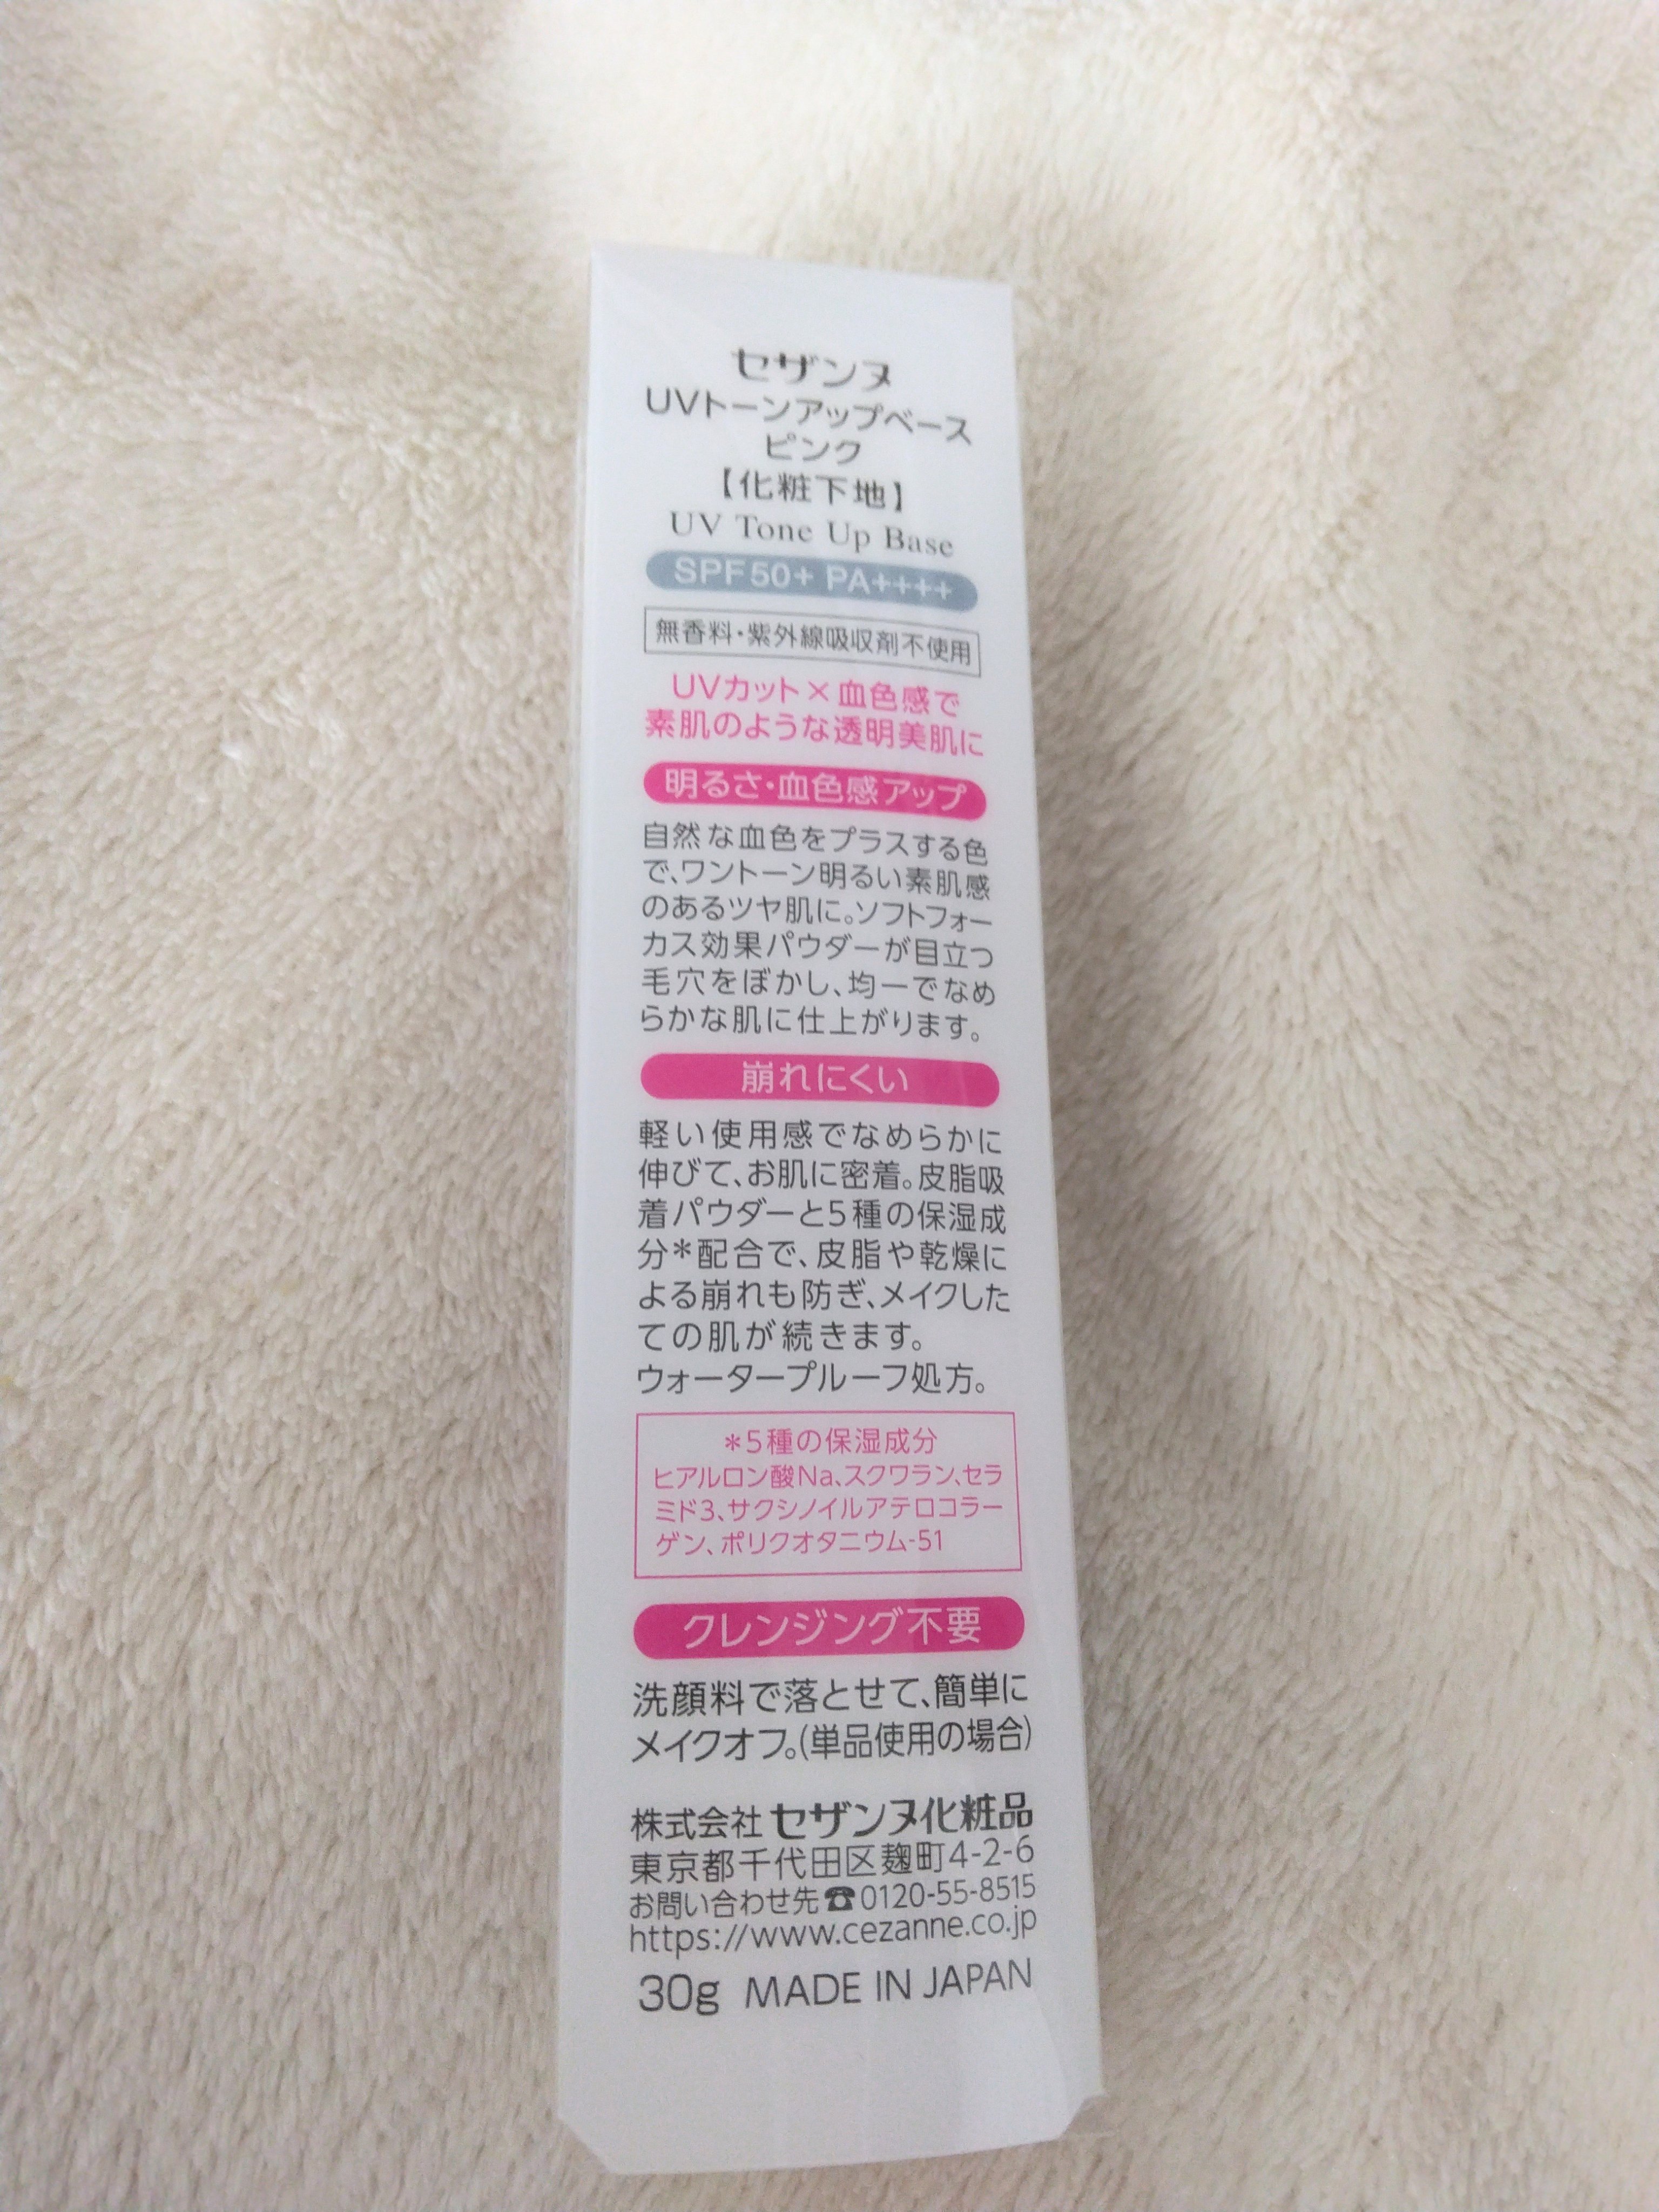 セザンヌ
UVトーンアップベース
ピンク
【化粧下地】
UV Tone Up Base
SPF50+ PA++++
無香料・紫外線吸収剤不使用
UVカット×血色感で
素肌のような透明美肌に
明るさ・血色感アップ
自然な血色をプラスする色
で、ワントーン明るい素肌感
のあるツヤ肌に。ソフトフォー
カス効果パウダーが目立つ
毛穴をぼかし、均一でなめ
らかな肌に仕上がります。
崩れにくい
軽い使用感でなめらかに
伸びて、お肌に密着。皮脂吸
着パウダーと5種の保湿成
分*配合で、皮脂や乾燥に
よる崩れも防ぎ、メイクした
ての肌が続きます。
ウォータープルーフ処方。
*5種の保湿成分
ヒアルロン酸Na、スクワラン、セラ
ミド3、サクシノイルアテロコラー
ゲン、ポリクオタニウム-51
クレンジング不要
洗顔料で落とせて、簡単に
メイクオフ。(単品使用の場合)
株式会社セザンヌ化粧品
東京都千代田区麹町4-2-6
お問い合わせ先☎0120-55-8515
https://www.cezanne.co.jp
30g MADE IN JAPAN